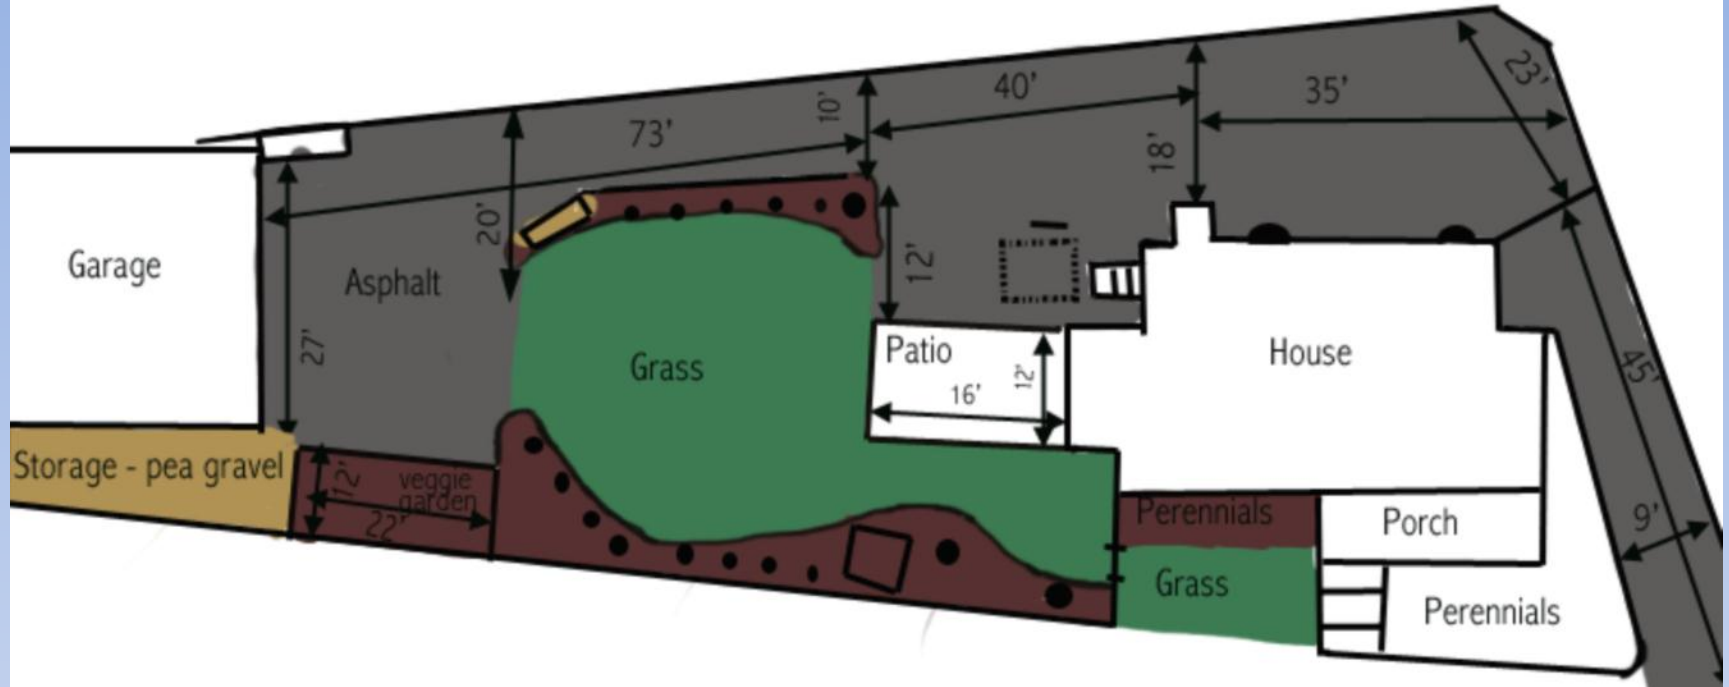 23'
40'
35'
10'
73'
18'
20'
12'
Garage
Asphalt
27'
Grass
Patio
12'
16'
House
45'
Storage - pea gravel
12'
veggie
garden
22'
Perennials
Porch
9'
Grass
Perennials